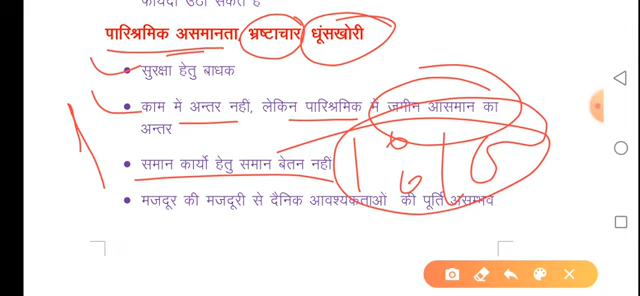 फायदा उठा सकते है
पारिश्रमिक असमानता, भ्रष्टाचार धूंसखोरी
• सुरक्षा हेतु बाधक
• काम में अन्तर नहीं, लेकिन पारिश्रमिक में जमीन आसमान का
अन्तर
• समान कार्यो हेतु समान बेतन नहीं
• मजदूर की मजदूरी से दैनिक आवश्यकताओं की पूर्ति असम्भव